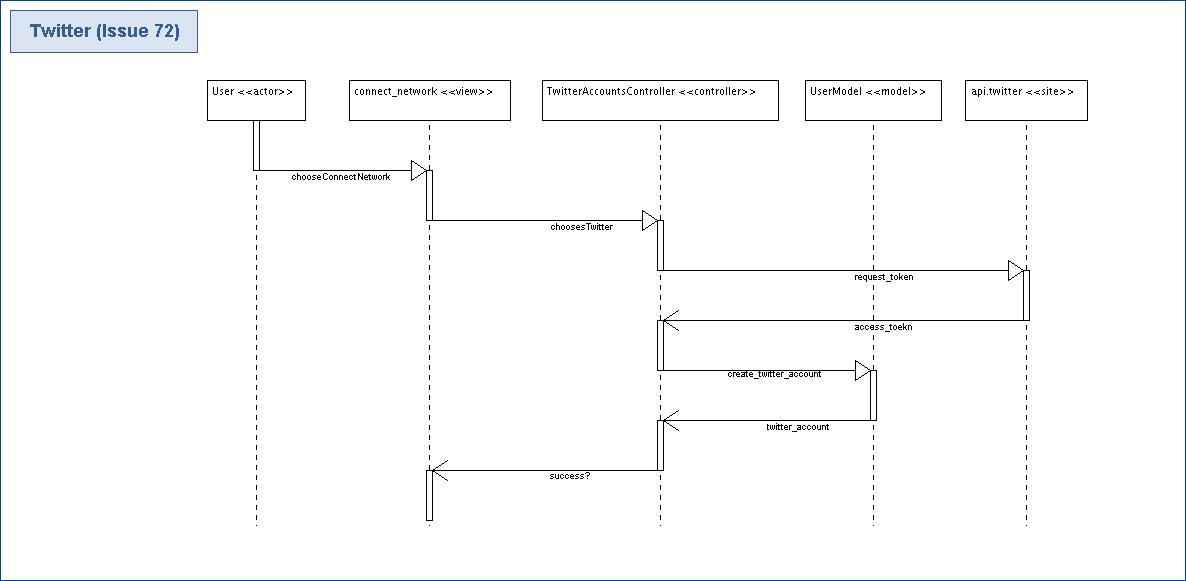 Twitter (Issue 72)
User <<actor>>
connect_network <<view>>
TwitterAccountsController <<controller>>
UserModel <<model>>
api.twitter <<site>>
chooseConnectNetwork
choosesTwitter
request_token
access_toekn
create_twitter_account
twitter_account
success?